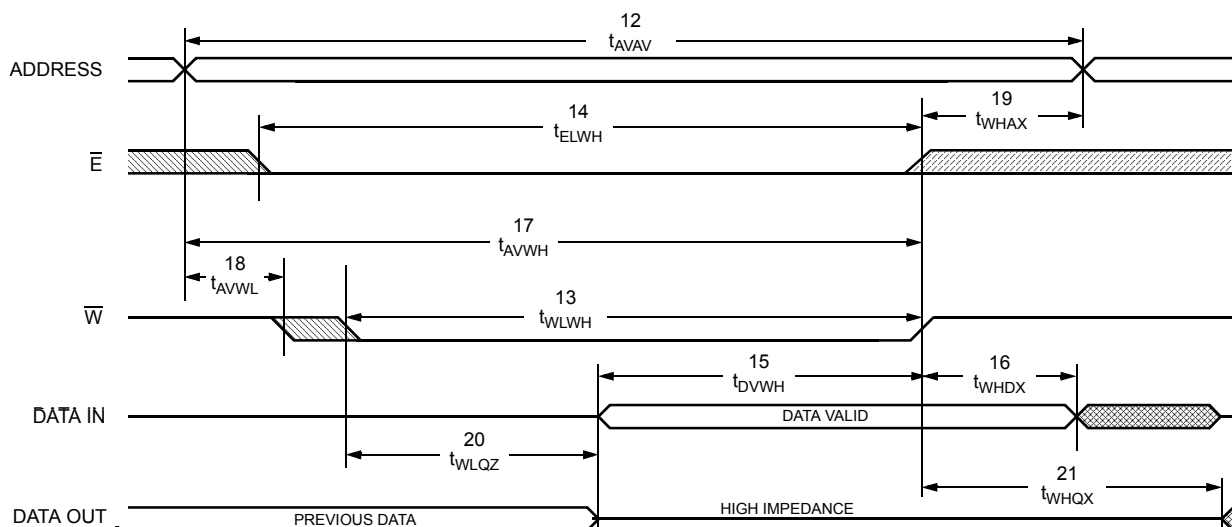 12
tAVAV
ADDRESS
14
tELWH
19
tWHAX
E
17
tAVWH
18
tAVWL
W
13
tWLWH
15
tDVWH
16
tWHDX
DATA IN
DATA VALID
20
tWLQZ
21
tWHQX
DATA OUT
PREVIOUS DATA
HIGH IMPEDANCE